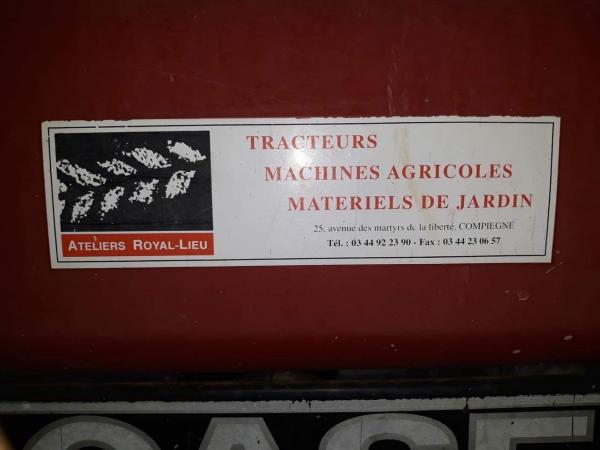 TRACTEURS
MACHINES AGRICOLES
MATERIELS DE JARDIN
25, avenue des martyrs de la liberté, COMPIEGNE
Tél. : 03 44 92 23 90 - Fax : 03 44 23 06 57
ATELIERS ROYAL-LIEU
CASE